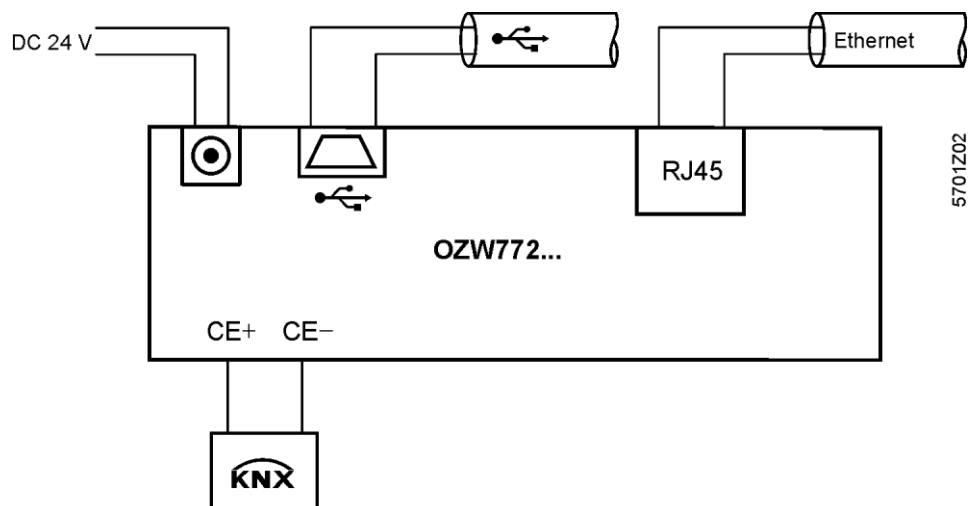 DC 24 V
Ethernet
RJ45
5701Z02
OZW772...
CE+ CE−
KNX